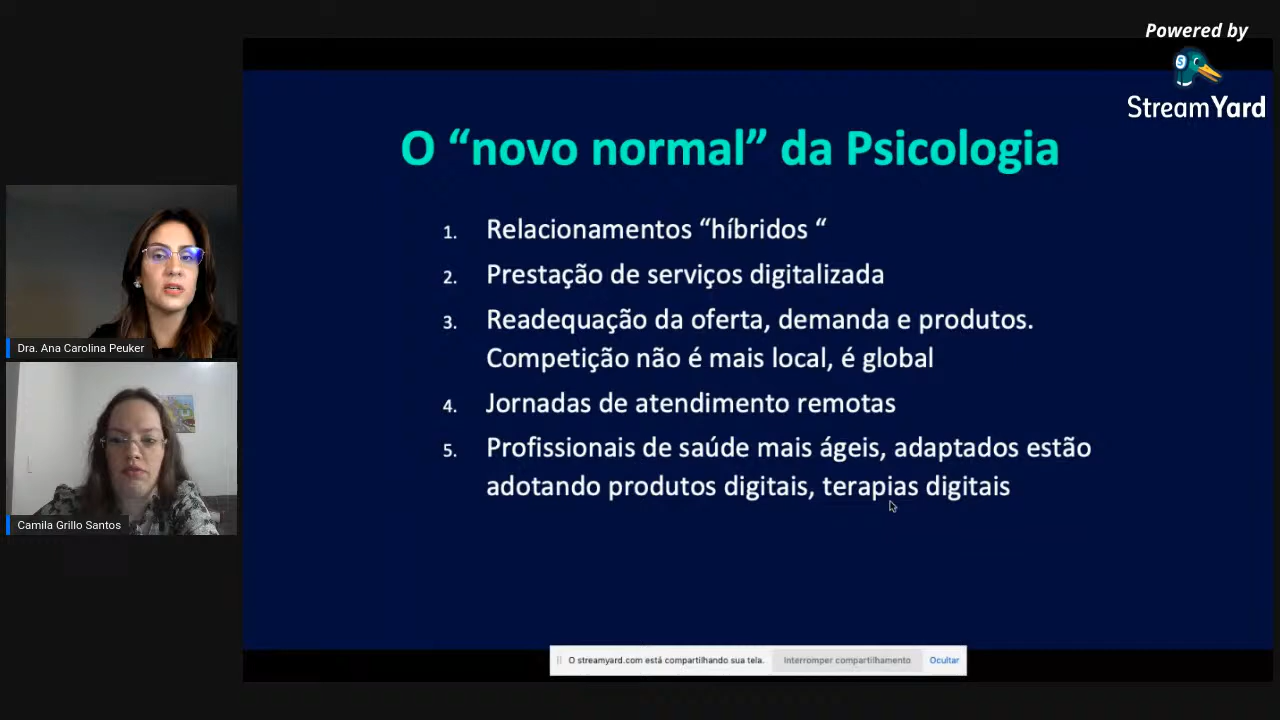 Powered by
StreamYard
O “novo normal” da Psicologia
1. Relacionamentos “híbridos “
2. Prestação de serviços digitalizada
3. Readequação da oferta, demanda e produtos.
Competição não é mais local, é global
4. Jornadas de atendimento remotas
5. Profissionais de saúde mais ágeis, adaptados estão
adotando produtos digitais, terapias digitais
Dra. Ana Carolina Peuker
Camila Grillo Santos
O streamyard.com está compartilhando sua tela.
Interromper compartilhamento
Ocultar